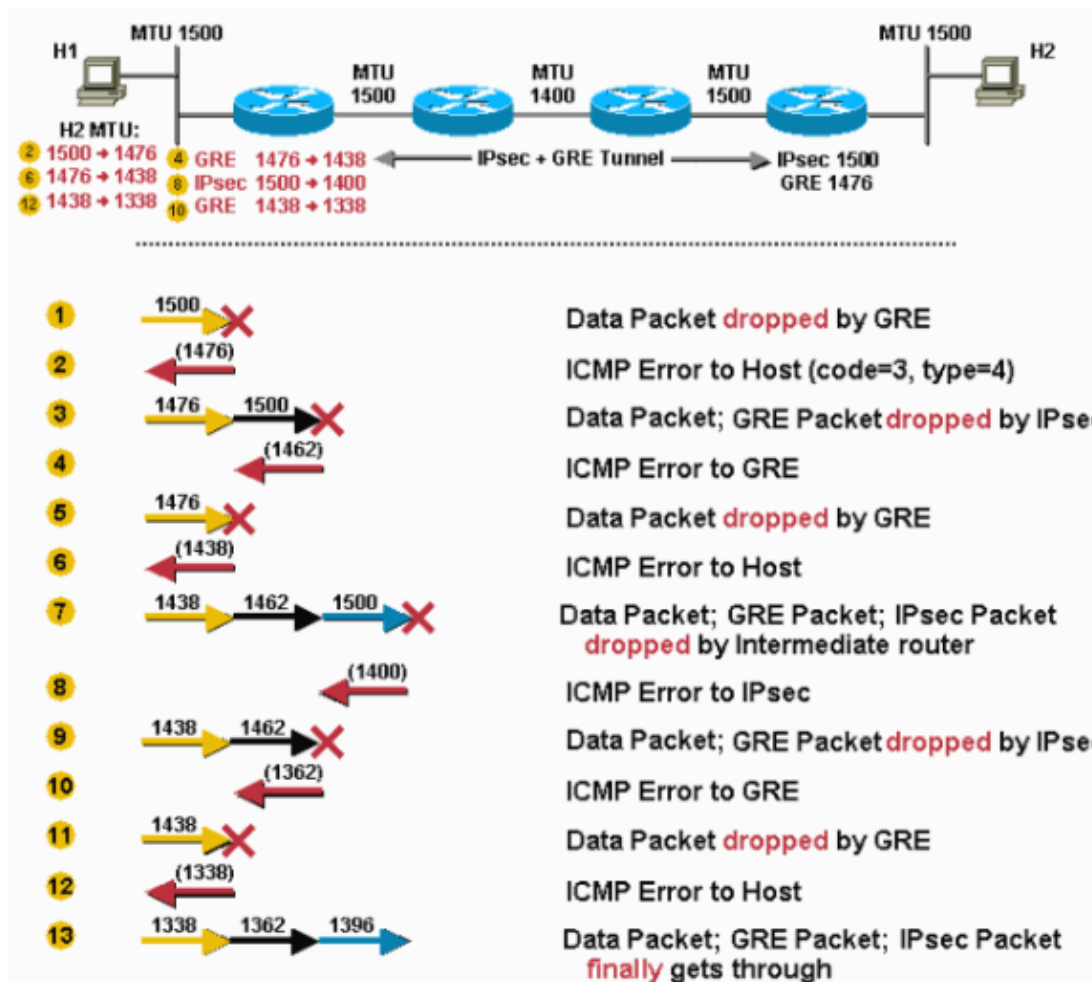 MTU 1500
MTU 1500
H1
H2
MTU 1500
MTU 1400
MTU 1500
H2 MTU:
2 1500 → 1476
6 1476 → 1438
12 1438 → 1338
4 GRE 1476 → 1438
8 IPsec 1500 → 1400
10 GRE 1438 → 1338
IPsec + GRE Tunnel
IPsec 1500
GRE 1476
1 1500 Data Packet dropped by GRE
2 (1476) ICMP Error to Host (code=3, type=4)
3 1476 1500 Data Packet; GRE Packet dropped by IPsec
4 (1462) ICMP Error to GRE
5 1476 Data Packet dropped by GRE
6 (1438) ICMP Error to Host
7 1438 1462 1500 Data Packet; GRE Packet; IPsec Packet
dropped by Intermediate router
8 (1400) ICMP Error to IPsec
9 1438 1462 Data Packet; GRE Packet dropped by IPsec
10 (1362) ICMP Error to GRE
11 1438 Data Packet dropped by GRE
12 (1338) ICMP Error to Host
13 1338 1362 1396 Data Packet; GRE Packet; IPsec Packet
finally gets through